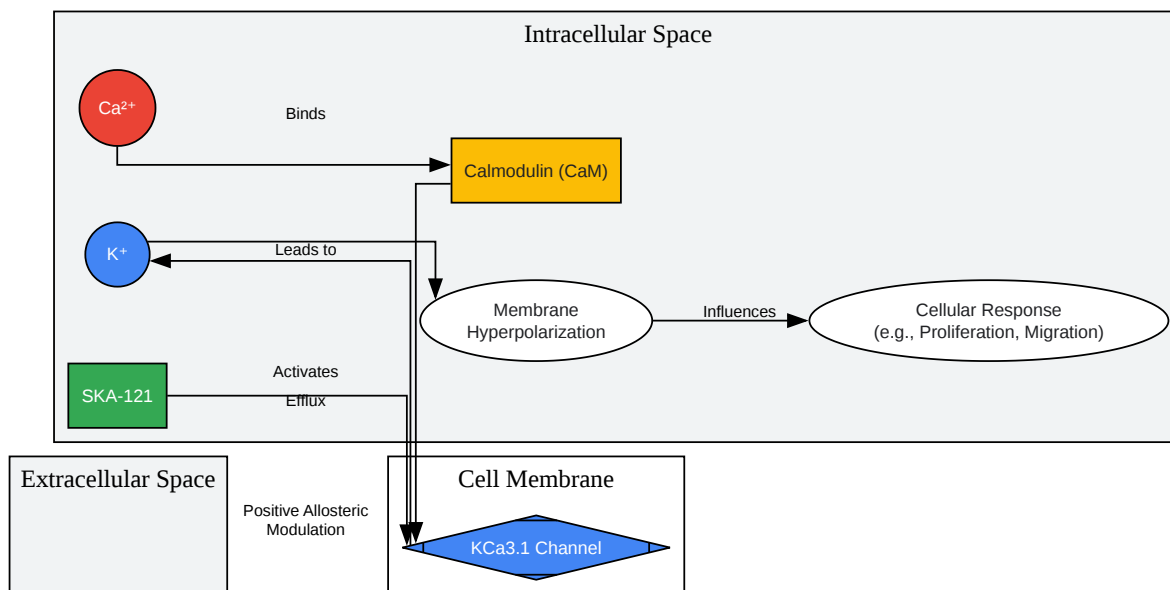 Intracellular Space
Ca²⁺
Binds
Calmodulin (CaM)
K⁺
Leads to
Membrane
Hyperpolarization
Influences
Cellular Response
(e.g., Proliferation, Migration)
Activates
SKA-121
Efflux
Extracellular Space
Cell Membrane
Positive Allosteric
Modulation
KCa3.1 Channel